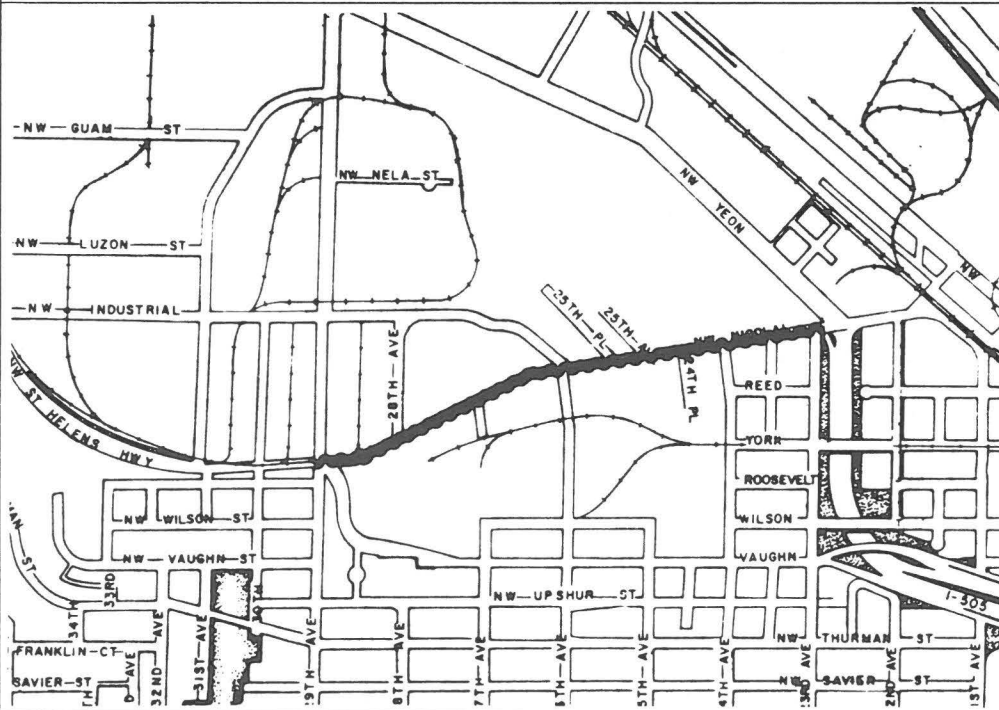 NW GUAM ST
NW NELA ST
NW YEON
NW LUZON ST
NW
NW INDUSTRIAL
25TH-PL
25TH-A
28TH-AVE
24TH PL
REED
NW ST HELENS HWY
YORK
ROOSEVELT
NW WILSON ST
WILSON
NW VAUGHN ST
VAUGHN
33RD
34TH
NW UPSHUR ST
I-505
FRANKLIN-CT
NW THURMAN ST
SAVIER-ST
NW SAVIER ST
D AVE
32ND
31ST AVE
9TH AVE
8TH-AVE
7TH-AVE
6TH AVE
5TH AVE
4TH-AVE
3RD AVE
2ND AVE
1ST AVE